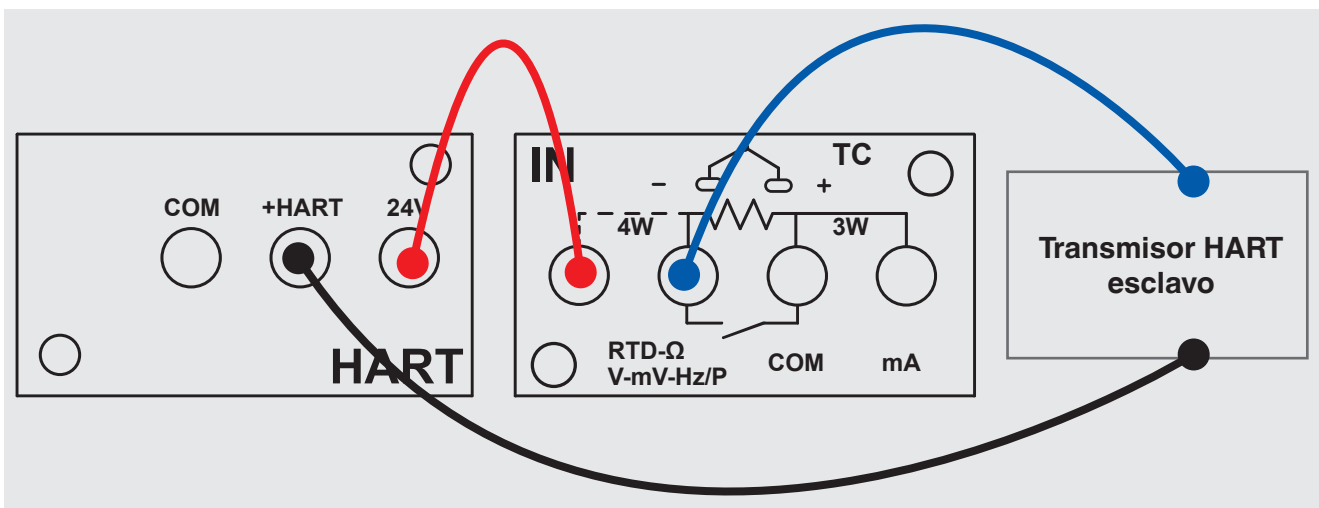 COM +HART 24V
HART
IN
TC
- +
4W
3W
RTD-Ω
V-mV-Hz/P
COM
mA
Transmisor HART
esclavo